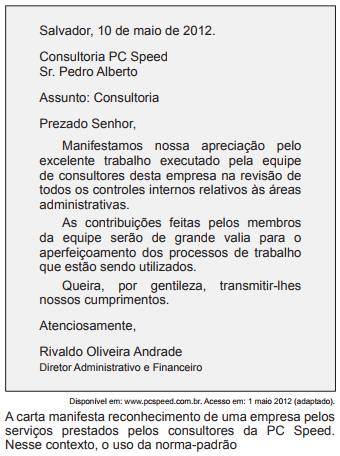 Salvador, 10 de maio de 2012.
Consultoria PC Speed
Sr. Pedro Alberto
Assunto: Consultoria
Prezado Senhor,
Manifestamos nossa apreciação pelo
excelente trabalho executado pela equipe
de consultores desta empresa na revisão de
todos os controles internos relativos às áreas
administrativas.
As contribuições feitas pelos membros
da equipe serão de grande valia para o
aperfeiçoamento dos processos de trabalho
que estão sendo utilizados.
Queira, por gentileza, transmitir-lhes
nossos cumprimentos.
Atenciosamente,
Rivaldo Oliveira Andrade
Diretor Administrativo e Financeiro
Disponível em: www.pcspeed.com.br. Acesso em: 1 maio 2012 (adaptado).
A carta manifesta reconhecimento de uma empresa pelos
serviços prestados pelos consultores da PC Speed.
Nesse contexto, o uso da norma-padrão